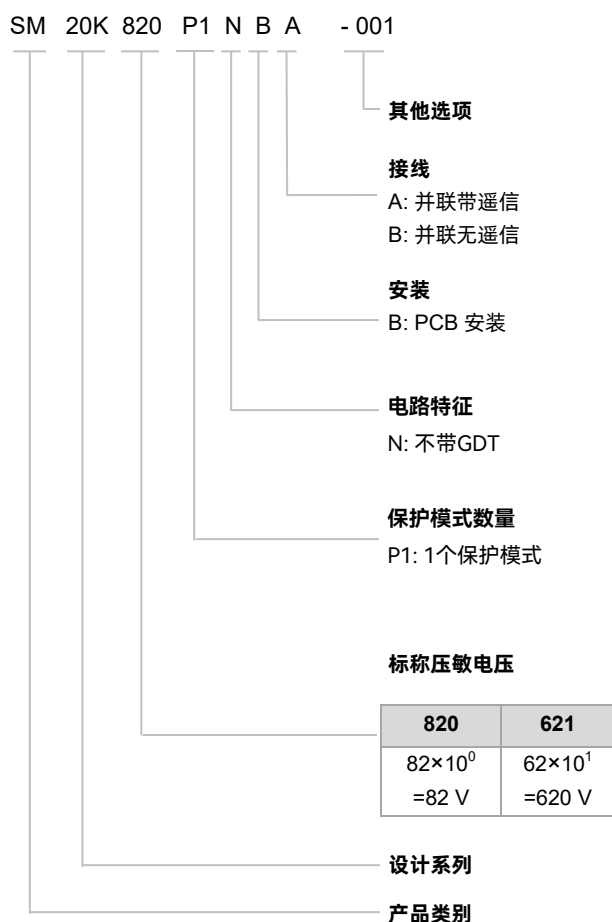 SM 20K 820 P1 N B A - 001
其他选项
接线
A: 并联带遥信
B: 并联无遥信
安装
B: PCB 安装
电路特征
N: 不带GDT
保护模式数量
P1: 1个保护模式
标称压敏电压
820 621
82×10⁰ 62×10¹
=82 V =620 V
设计系列
产品类别